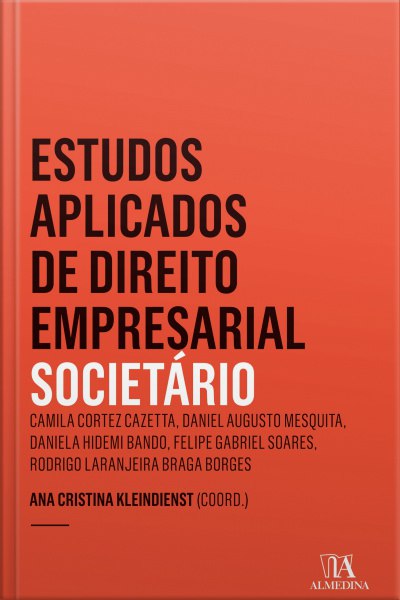 ESTUDOS
APLICADOS
DE DIREITO
EMPRESARIAL
SOCIETÁRIO
CAMILA CORTEZ CAZETTA, DANIEL AUGUSTO MESQUITA,
DANIELA HIDEMI BANDO, FELIPE GABRIEL SOARES,
RODRIGO LARANJEIRA BRAGA BORGES
ANA CRISTINA KLEINDIENST (COORD.)
ALMEDINA